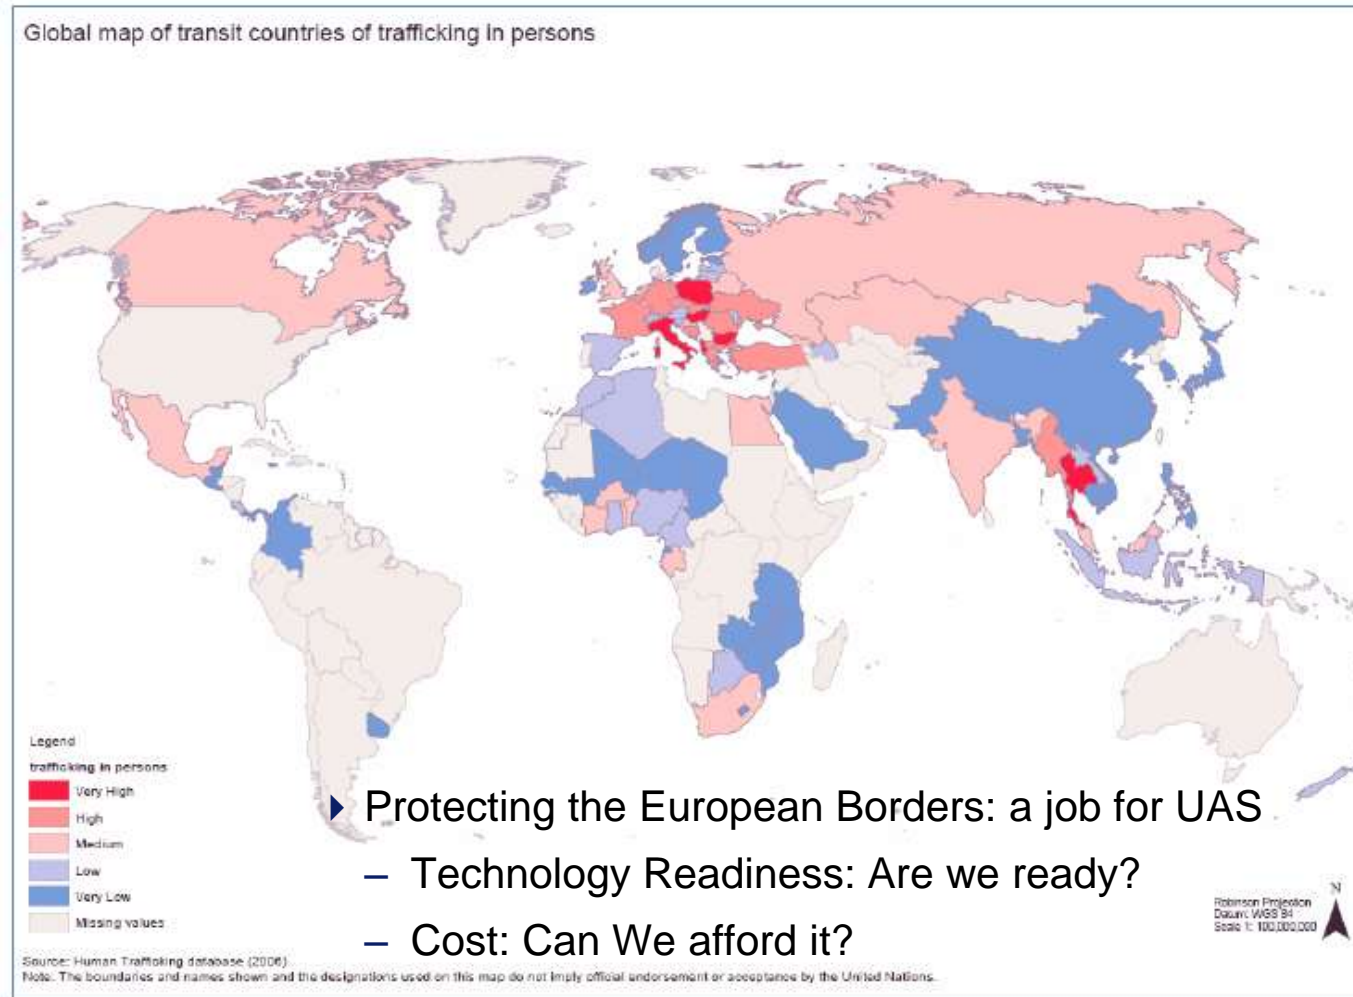 Global map of transit countries of trafficking in persons
Legend
trafficking in persons
Very High
High
Medium
Low
Very Low
Missing values
Protecting the European Borders: a job for UAS
– Technology Readiness: Are we ready?
– Cost: Can We afford it?
N
Robinson Projection
Datum: WGS 84
Scale 1: 100,000,000
Source: Human Trafficking database (2006)
Note: The boundaries and names shown and the designations used on this map do not imply official endorsement or acceptance by the United Nations.